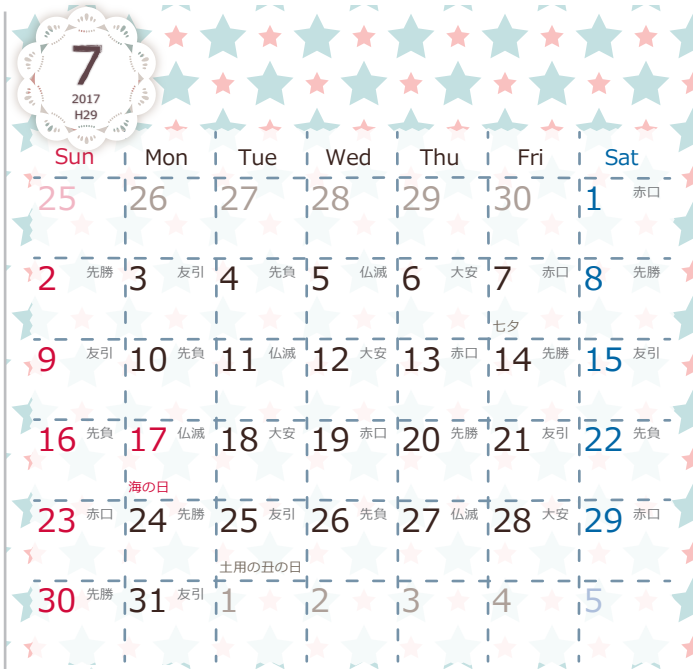 7
2017
H29
Sun Mon Tue Wed Thu Fri Sat
25 26 27 28 29 30 1 赤口
2 先勝 3 友引 4 先負 5 仏滅 6 大安 7 赤口 8 先勝
七夕
9 友引 10 先負 11 仏滅 12 大安 13 赤口 14 先勝 15 友引
16 先負 17 仏滅 18 大安 19 赤口 20 先勝 21 友引 22 先負
海の日
23 赤口 24 先勝 25 友引 26 先負 27 仏滅 28 大安 29 赤口
土用の丑の日
30 先勝 31 友引 1 2 3 4 5